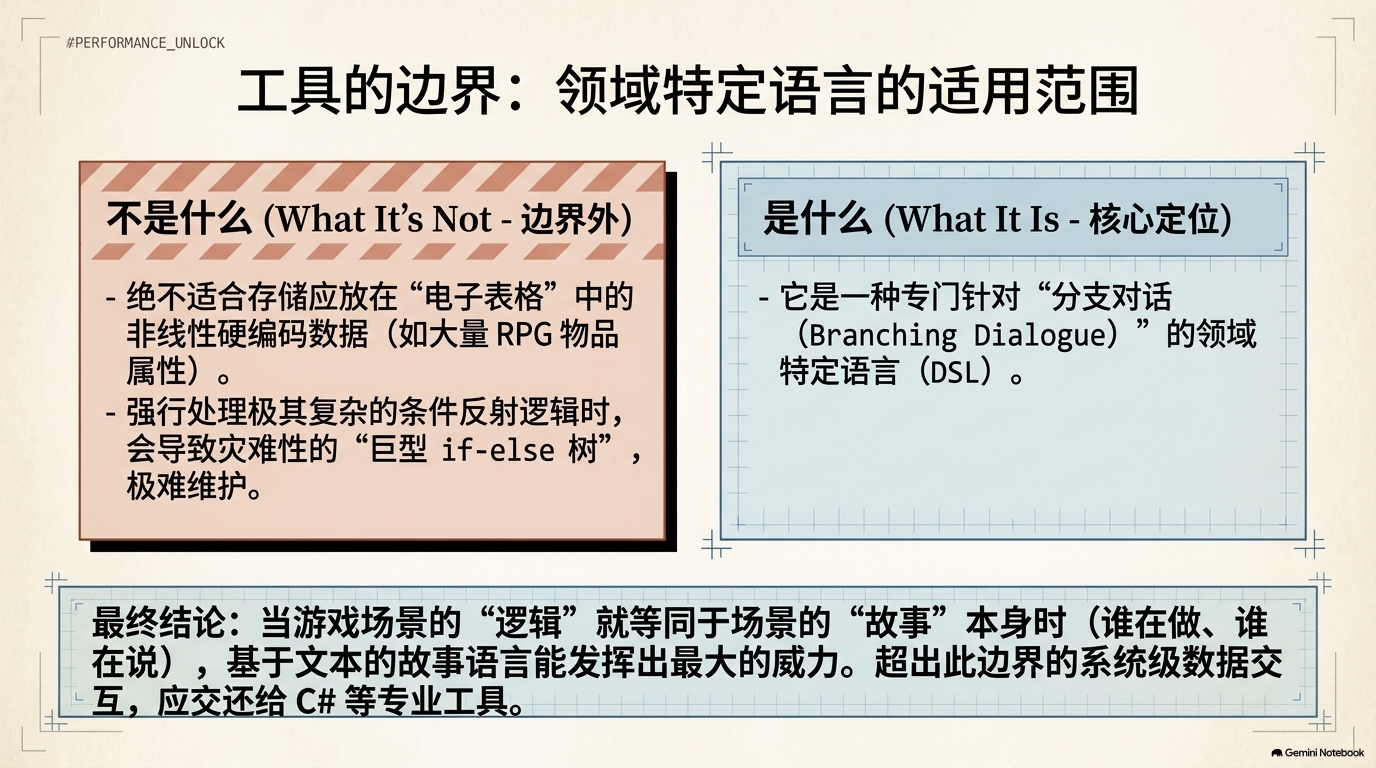 #PERFORMANCE_UNLOCK
工具的边界：领域特定语言的适用范围
不是什么 (What It’s Not - 边界外)
- 绝不适合存储应放在“电子表格”中的
非线性硬编码数据（如大量 RPG 物品
属性）。
- 强行处理极其复杂的条件反射逻辑时，
会导致灾难性的“巨型 if-else 树”，
极难维护。
是什么 (What It Is - 核心定位)
- 它是一种专门针对“分支对话
（Branching Dialogue）”的领域
特定语言（DSL）。
最终结论：当游戏场景的“逻辑”就等同于场景的“故事”本身时（谁在做、谁
在说），基于文本的故事语言能发挥出最大的威力。超出此边界的系统级数据交
互，应交还给 C# 等专业工具。
Gemini Notebook